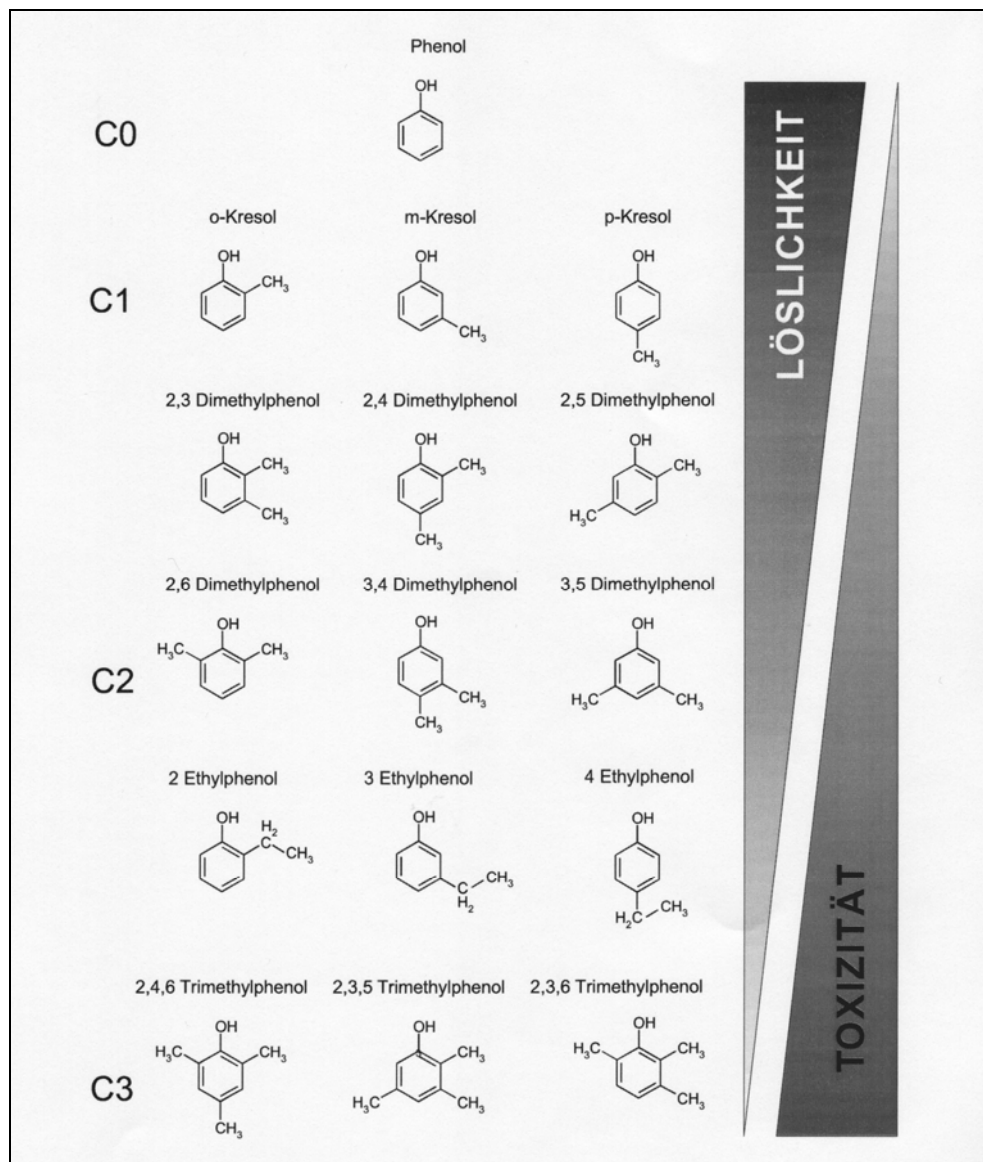 Phenol
OH
C0
o-Kresol m-Kresol p-Kresol
OH OH OH
CH₃
C1
CH₃
CH₃
2,3 Dimethylphenol 2,4 Dimethylphenol 2,5 Dimethylphenol
OH OH OH
CH₃ CH₃ CH₃
CH₃ H₃C
CH₃
2,6 Dimethylphenol 3,4 Dimethylphenol 3,5 Dimethylphenol
OH OH OH
H₃C CH₃
C2
CH₃ H₃C CH₃
CH₃
2 Ethylphenol 3 Ethylphenol 4 Ethylphenol
OH OH OH
H₂
C
CH₃ CH₃
C
H₂
H₂C CH₃
2,4,6 Trimethylphenol 2,3,5 Trimethylphenol 2,3,6 Trimethylphenol
OH OH OH
H₃C CH₃ CH₃ H₃C CH₃
C3
H₃C CH₃ CH₃
CH₃
LÖSLICHKEIT
TOXIZITÄT